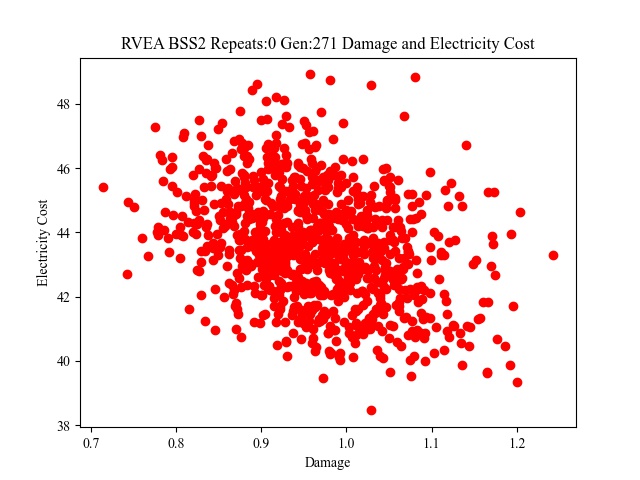 RVEA BSS2 Repeats:0 Gen:271 Damage and Electricity Cost
48
46
44
42
40
38
Electricity Cost
0.7 0.8 0.9 1.0 1.1 1.2
Damage